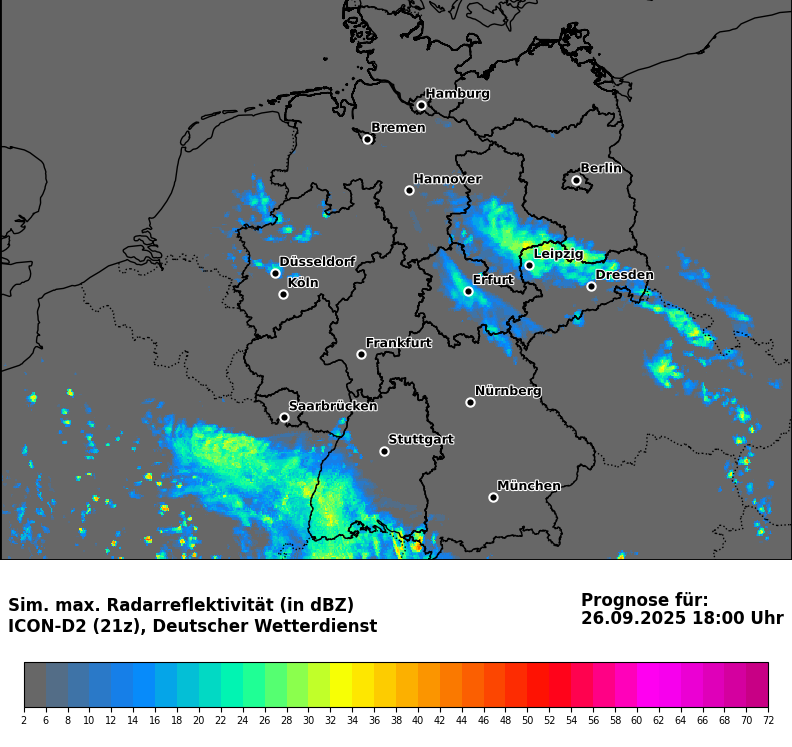 Hamburg
Bremen
Berlin
Hannover
Leipzig
Düsseldorf
Dresden
Köln
Erfurt
Frankfurt
Nürnberg
Saarbrücken
Stuttgart
München
Sim. max. Radarreflektivität (in dBZ)
ICON-D2 (21z), Deutscher Wetterdienst
Prognose für:
26.09.2025 18:00 Uhr
2 6 8 10 12 14 16 18 20 22 24 26 28 30 32 34 36 38 40 42 44 46 48 50 52 54 56 58 60 62 64 66 68 70 72